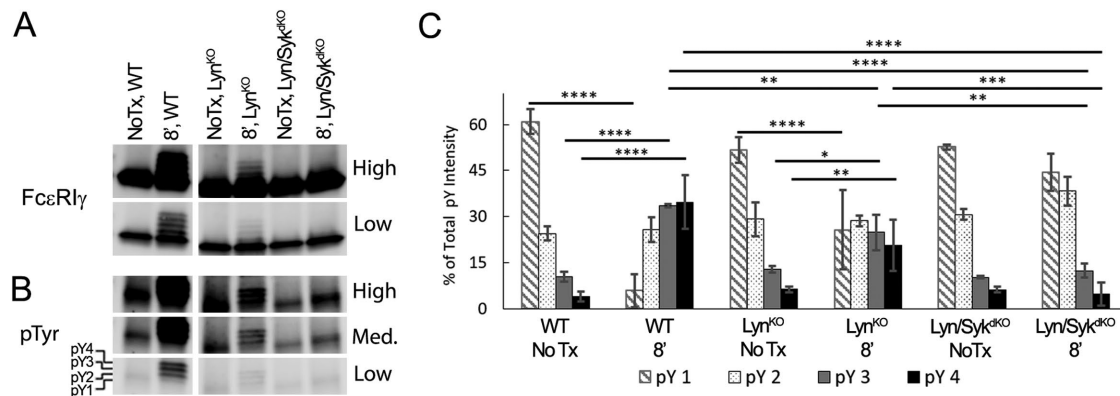 A
NoTx, WT
8', WT
NoTx, Lyn^KO
8', Lyn^KO
NoTx, Lyn/Syk^dKO
8', Lyn/Syk^dKO
FcεRIγ
High
Low
B
pTyr
High
Med.
Low
pY4
pY3
pY2
pY1
C
****
****
**
***
**
****
****
****
****
*
**
% of Total pY Intensity
60
45
30
15
0
WT WT Lyn^KO Lyn^KO Lyn/Syk^dKO Lyn/Syk^dKO
No Tx 8' No Tx 8' NoTx 8'
pY 1 pY 2 pY 3 pY 4